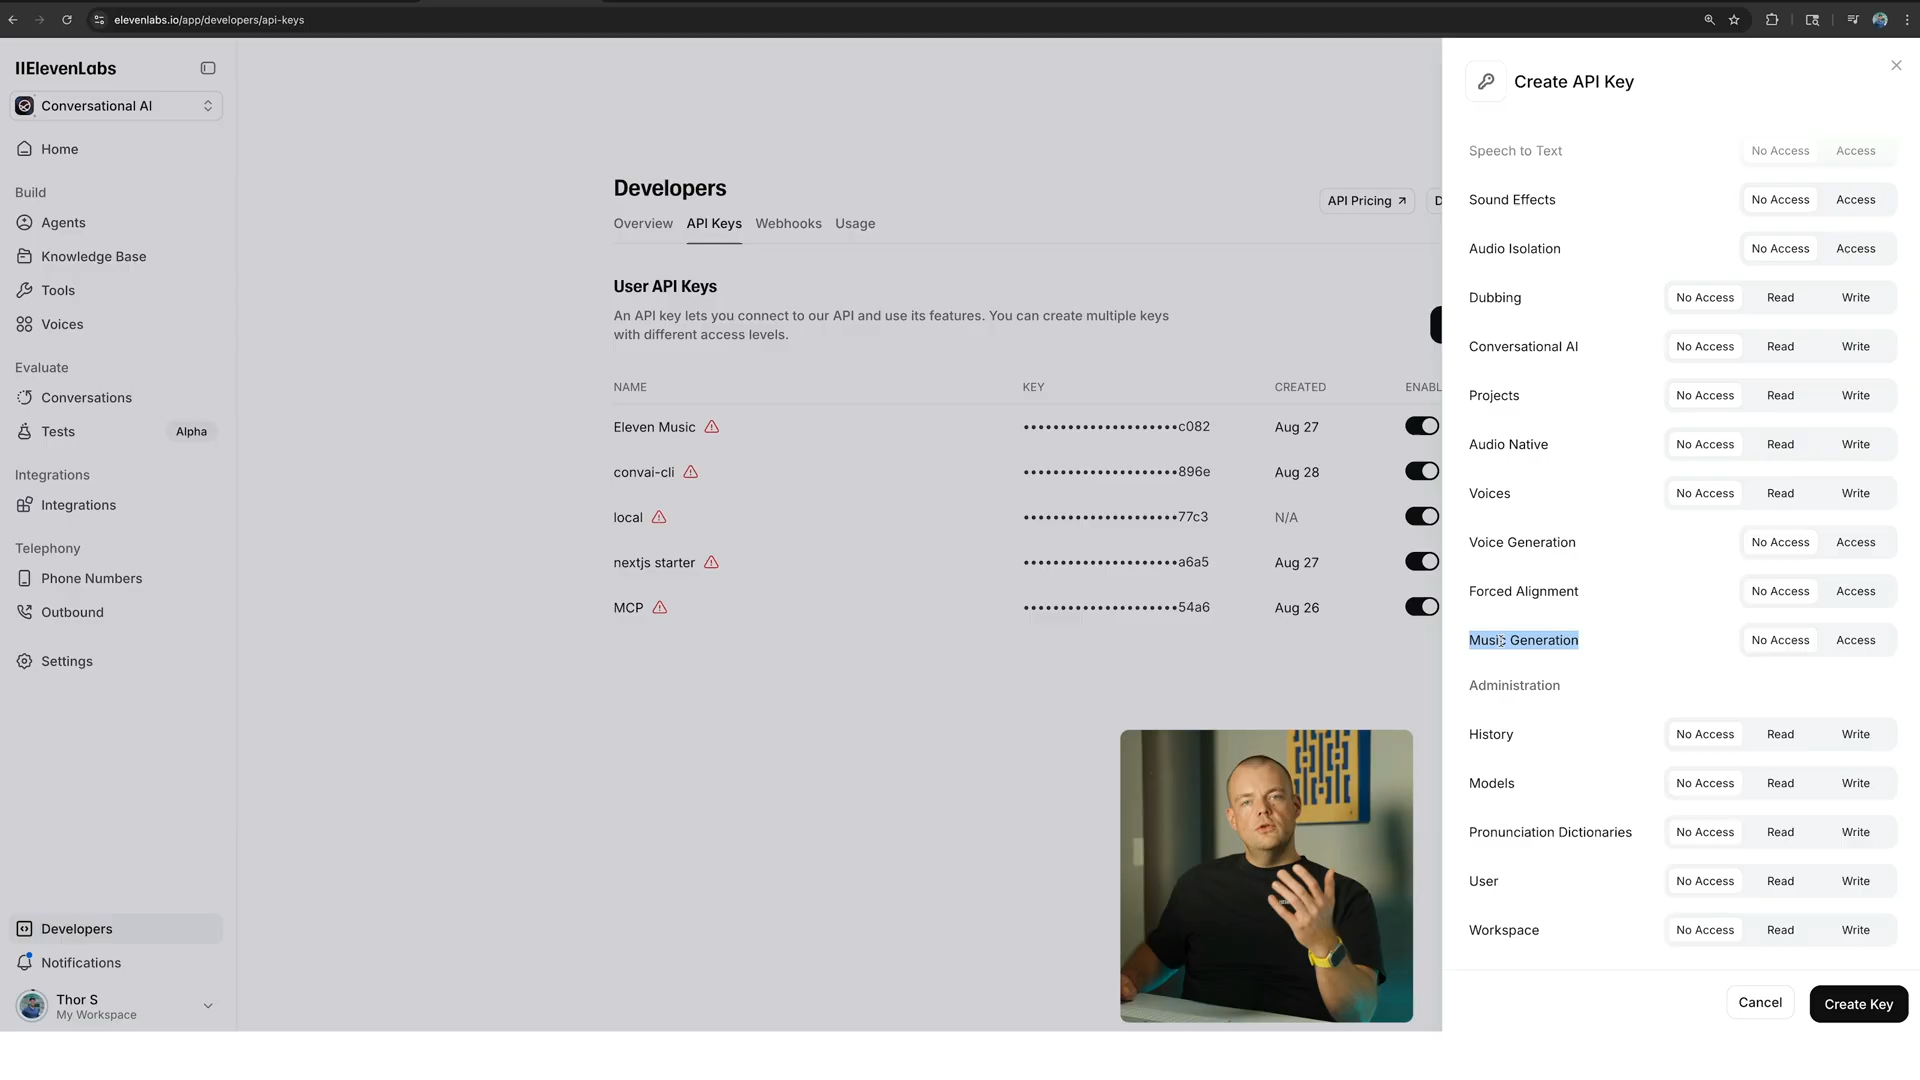 elevenlabs.io/app/developers/api-keys
IIElevenLabs
Conversational AI
Home
Build
Agents
Knowledge Base
Tools
Voices
Evaluate
Conversations
Tests
Alpha
Integrations
Integrations
Telephony
Phone Numbers
Outbound
Settings
Developers
Notifications
Thor S
My Workspace
Developers
API Pricing
D
Overview API Keys Webhooks Usage
User API Keys
An API key lets you connect to our API and use its features. You can create multiple keys
with different access levels.
NAME KEY CREATED ENABL
Eleven Music ••••••••••••••••••••c082 Aug 27
convai-cli ••••••••••••••••••••896e Aug 28
local ••••••••••••••••••••77c3 N/A
nextjs starter ••••••••••••••••••••a6a5 Aug 27
MCP ••••••••••••••••••••54a6 Aug 26
Create API Key
Speech to Text No Access Access
Sound Effects No Access Access
Audio Isolation No Access Access
Dubbing No Access Read Write
Conversational AI No Access Read Write
Projects No Access Read Write
Audio Native No Access Read Write
Voices No Access Read Write
Voice Generation No Access Access
Forced Alignment No Access Access
Music Generation No Access Access
Administration
History No Access Read Write
Models No Access Read Write
Pronunciation Dictionaries No Access Read Write
User No Access Read Write
Workspace No Access Read Write
Cancel
Create Key